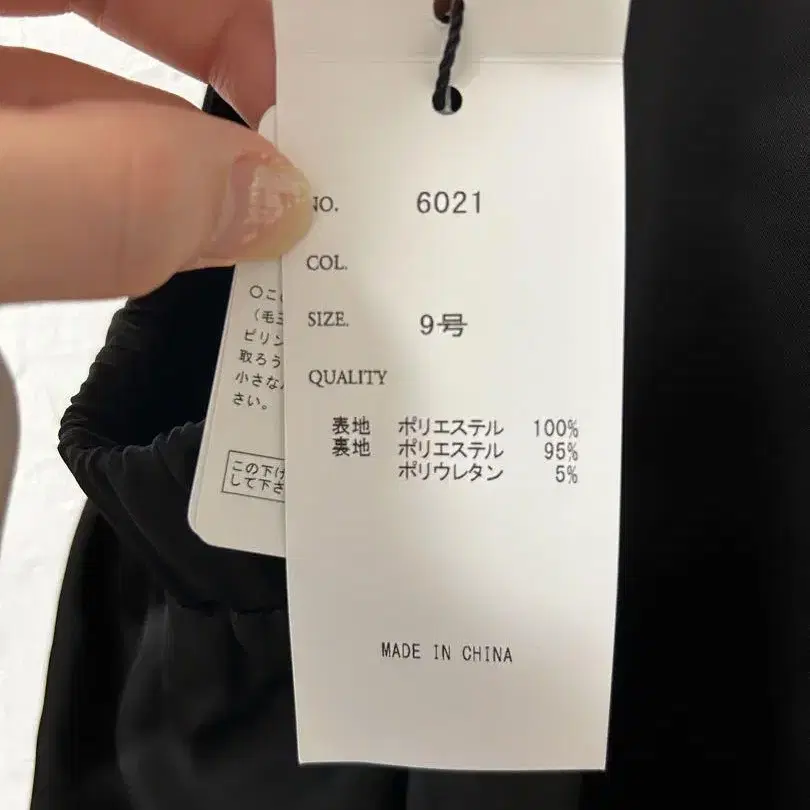 NO. 6021
COL.
SIZE. 9号
QUALITY
表地 ポリエステル 100%
裏地 ポリエステル 95%
ポリウレタン 5%
MADE IN CHINA
ピリン
取ろう
小さな
さい。
この下げ
して下さ